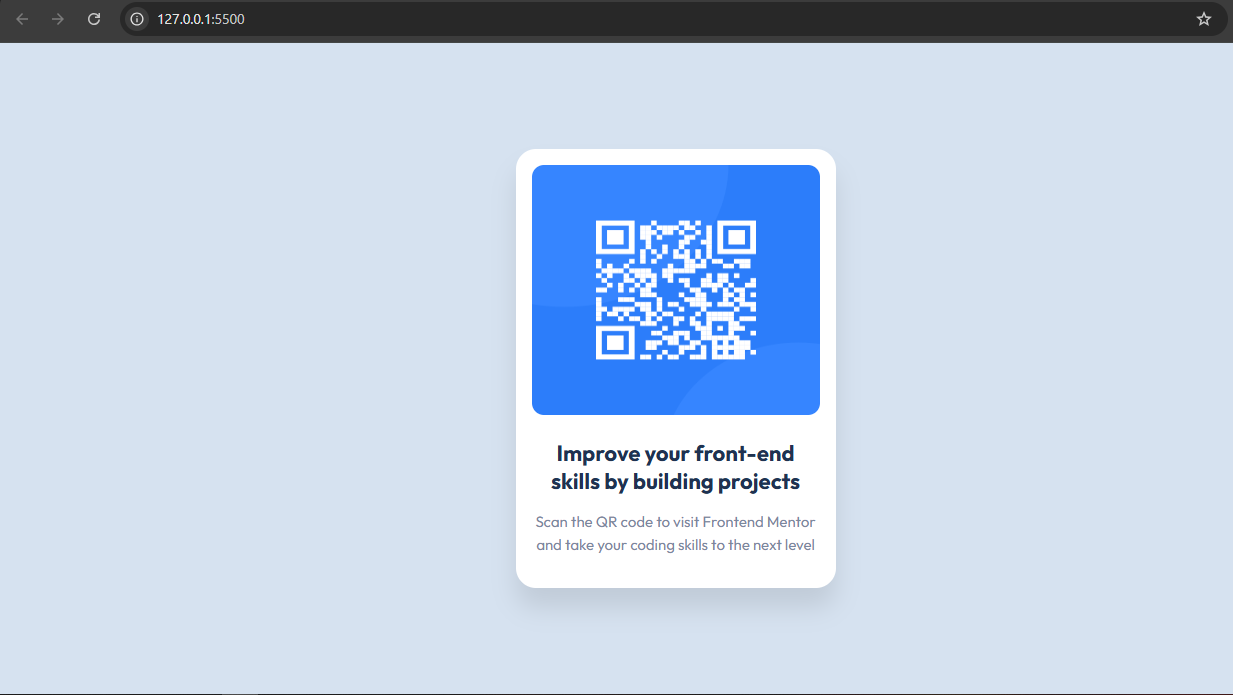 127.0.0.1:5500
Improve your front-end
skills by building projects
Scan the QR code to visit Frontend Mentor
and take your coding skills to the next level